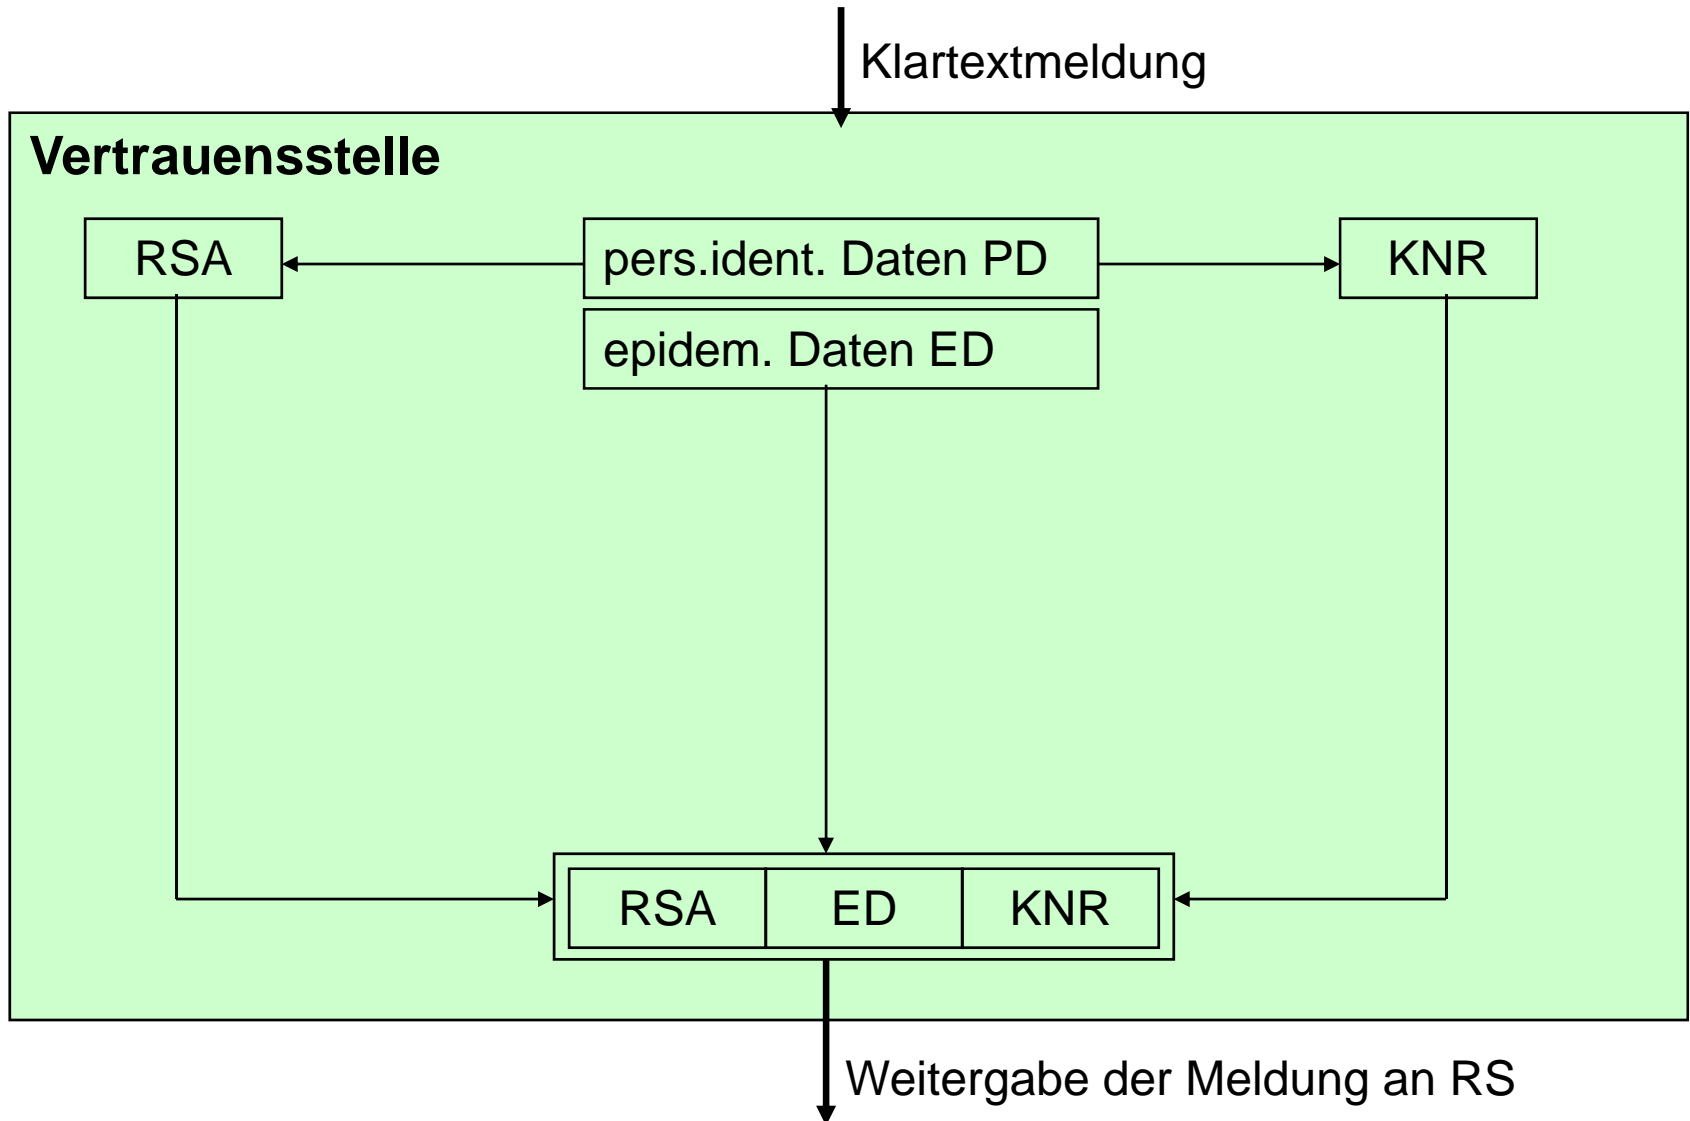 Klartextmeldung
Vertrauensstelle
RSA
pers.ident. Daten PD
KNR
epidem. Daten ED
RSA
ED
KNR
Weitergabe der Meldung an RS